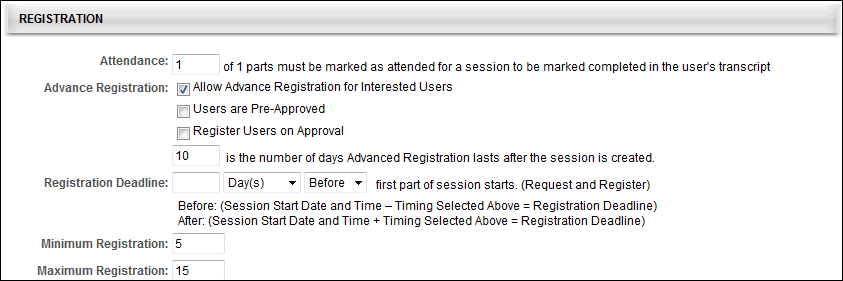 REGISTRATION
Attendance: 1 of 1 parts must be marked as attended for a session to be marked completed in the user's transcript
Advance Registration: Allow Advance Registration for Interested Users
Users are Pre-Approved
Register Users on Approval
10 is the number of days Advanced Registration lasts after the session is created.
Registration Deadline: Day(s) Before first part of session starts. (Request and Register)
Before: (Session Start Date and Time – Timing Selected Above = Registration Deadline)
After: (Session Start Date and Time + Timing Selected Above = Registration Deadline)
Minimum Registration: 5
Maximum Registration: 15